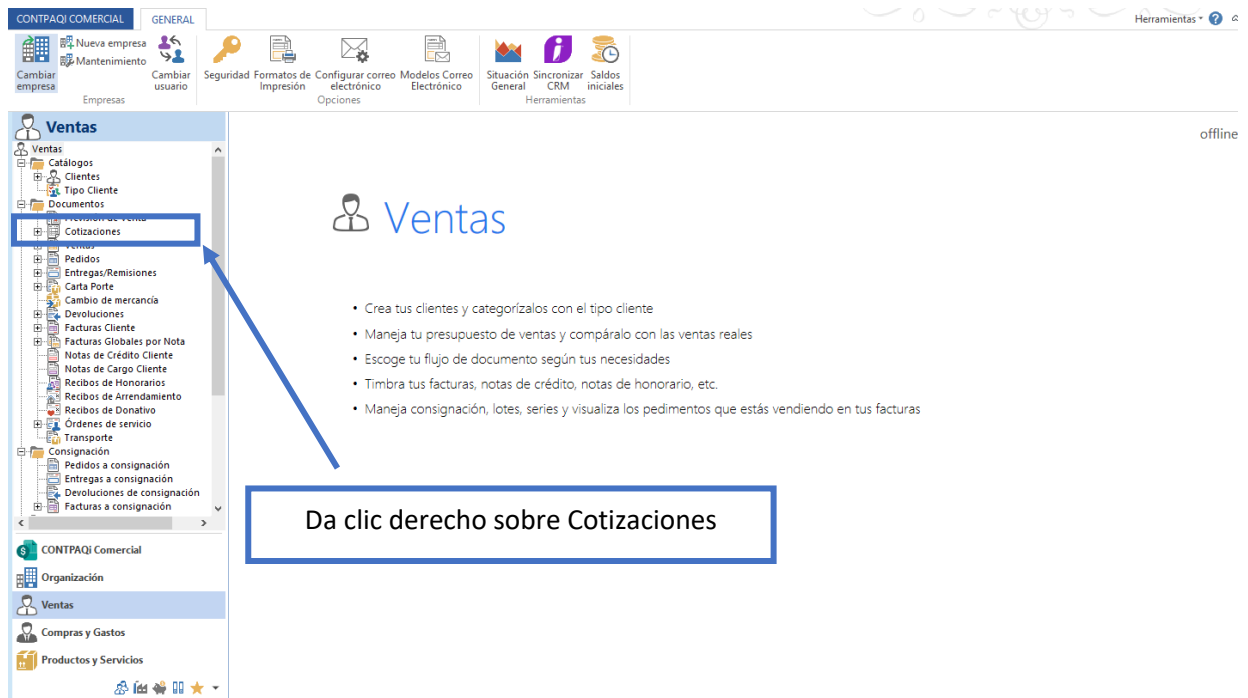 CONTPAQI COMERCIAL
GENERAL
Herramientas
Nueva empresa
Mantenimiento
Cambiar empresa
Cambiar usuario
Empresas
Seguridad
Formatos de Impresión
Configurar correo electrónico
Modelos Correo Electrónico
Opciones
Situación General
Sincronizar CRM
Saldos iniciales
Herramientas
Ventas
Ventas
Catálogos
Clientes
Tipo Cliente
Documentos
Previsión de venta
Cotizaciones
Ventas
Pedidos
Entregas/Remisiones
Carta Porte
Cambio de mercancía
Devoluciones
Facturas Cliente
Facturas Globales por Nota
Notas de Crédito Cliente
Notas de Cargo Cliente
Recibos de Honorarios
Recibos de Arrendamiento
Recibos de Donativo
Órdenes de servicio
Transporte
Consignación
Pedidos a consignación
Entregas a consignación
Devoluciones de consignación
Facturas a consignación
CONTPAQi Comercial
Organización
Ventas
Compras y Gastos
Productos y Servicios
offline
Ventas
• Crea tus clientes y categorízalos con el tipo cliente
• Maneja tu presupuesto de ventas y compáralo con las ventas reales
• Escoge tu flujo de documento según tus necesidades
• Timbra tus facturas, notas de crédito, notas de honorario, etc.
• Maneja consignación, lotes, series y visualiza los pedimentos que estás vendiendo en tus facturas
Da clic derecho sobre Cotizaciones